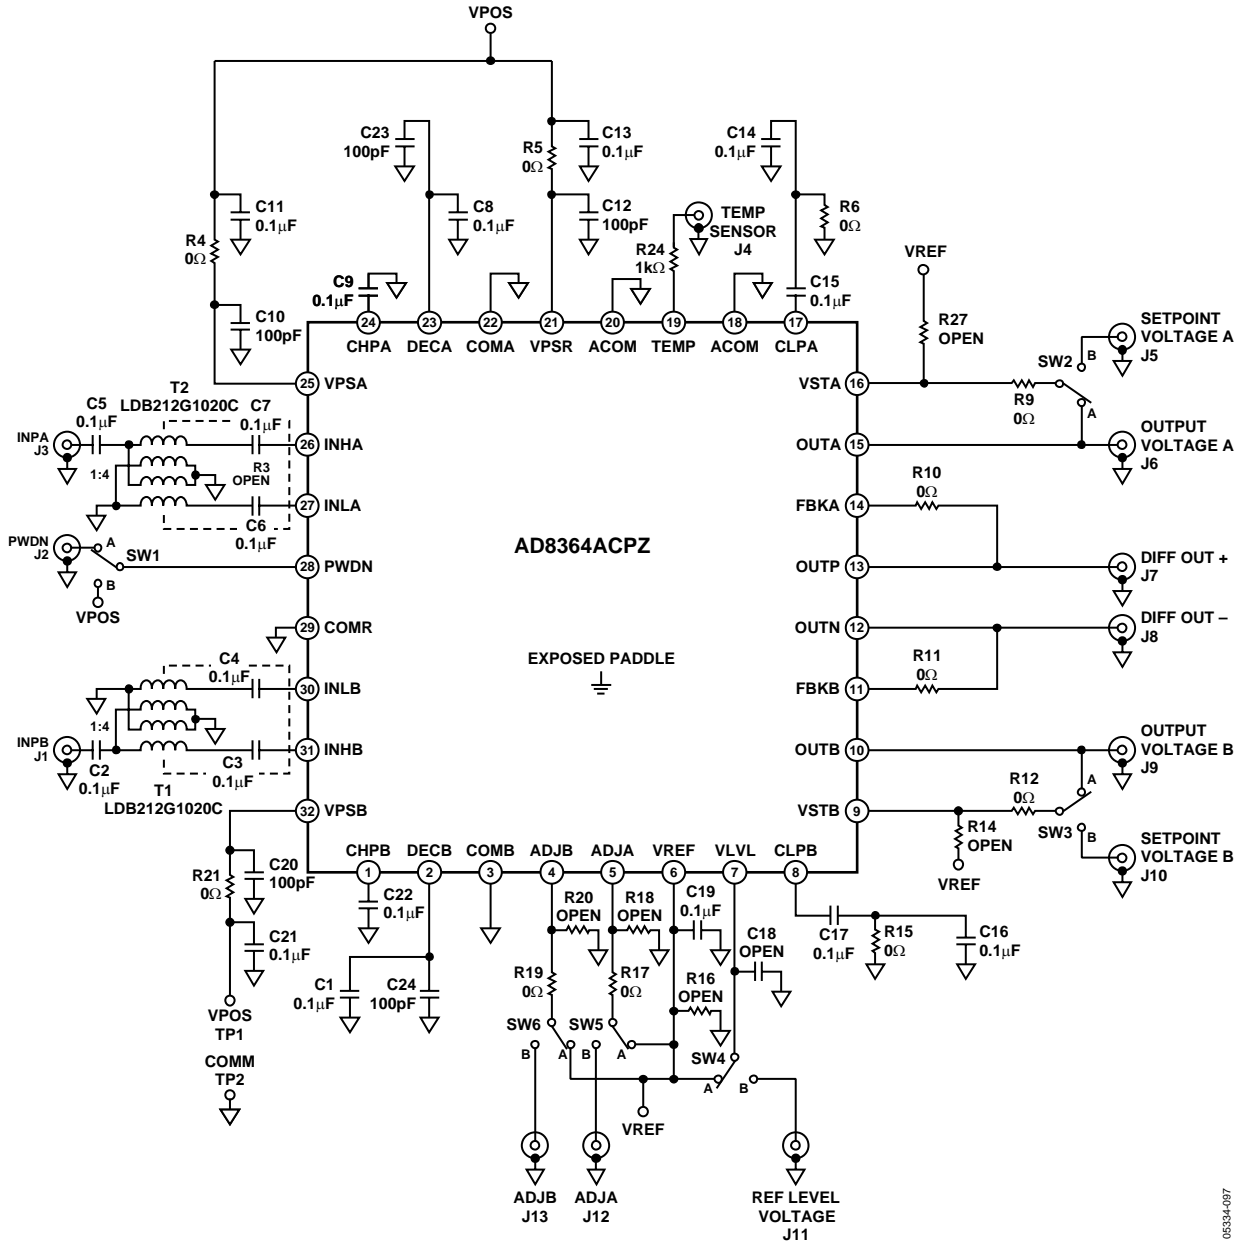 VPOS
C23
100pF
C13
0.1μF
R5
0Ω
C14
0.1μF
C11
0.1μF
C8
0.1μF
C12
100pF
TEMP
SENSOR
J4
R6
0Ω
R4
0Ω
R24
1kΩ
VREF
C9
0.1μF
C15
0.1μF
C10
100pF
24 23 22 21 20 19 18 17
CHPA DECA COMA VPSR ACOM TEMP ACOM CLPA
R27
OPEN
SETPOINT
VOLTAGE A
J5
SW2
B
A
25 VPSA
VSTA 16
R9
0Ω
T2
LDB212G1020C
C5
0.1μF
C7
0.1μF
INPA
J3
26 INHA
OUTA 15
OUTPUT
VOLTAGE A
J6
1:4
R3
OPEN
R10
0Ω
27 INLA
FBKA 14
C6
0.1μF
PWDN
J2
A
SW1
B
VPOS
AD8364ACPZ
28 PWDN
OUTP 13
DIFF OUT +
J7
29 COMR
OUTN 12
DIFF OUT –
J8
C4
0.1μF
EXPOSED PADDLE
R11
0Ω
30 INLB
FBKB 11
1:4
INPB
J1
31 INHB
OUTB 10
OUTPUT
VOLTAGE B
J9
C2
0.1μF
C3
0.1μF
T1
LDB212G1020C
R12
0Ω
A
SW3
B
32 VPSB
VSTB 9
R14
OPEN
VREF
SETPOINT
VOLTAGE B
J10
CHPB DECB COMB ADJB ADJA VREF VLVL CLPB
1 2 3 4 5 6 7 8
R21
0Ω
C20
100pF
C22
0.1μF
R20
OPEN
R18
OPEN
C19
0.1μF
C21
0.1μF
C18
OPEN
C17
0.1μF
R15
0Ω
C16
0.1μF
C1
0.1μF
C24
100pF
R19
0Ω
R17
0Ω
R16
OPEN
VPOS
TP1
SW6
B
A
SW5
B
A
SW4
A
B
COMM
TP2
VREF
ADJB
J13
ADJA
J12
REF LEVEL
VOLTAGE
J11
05334-097